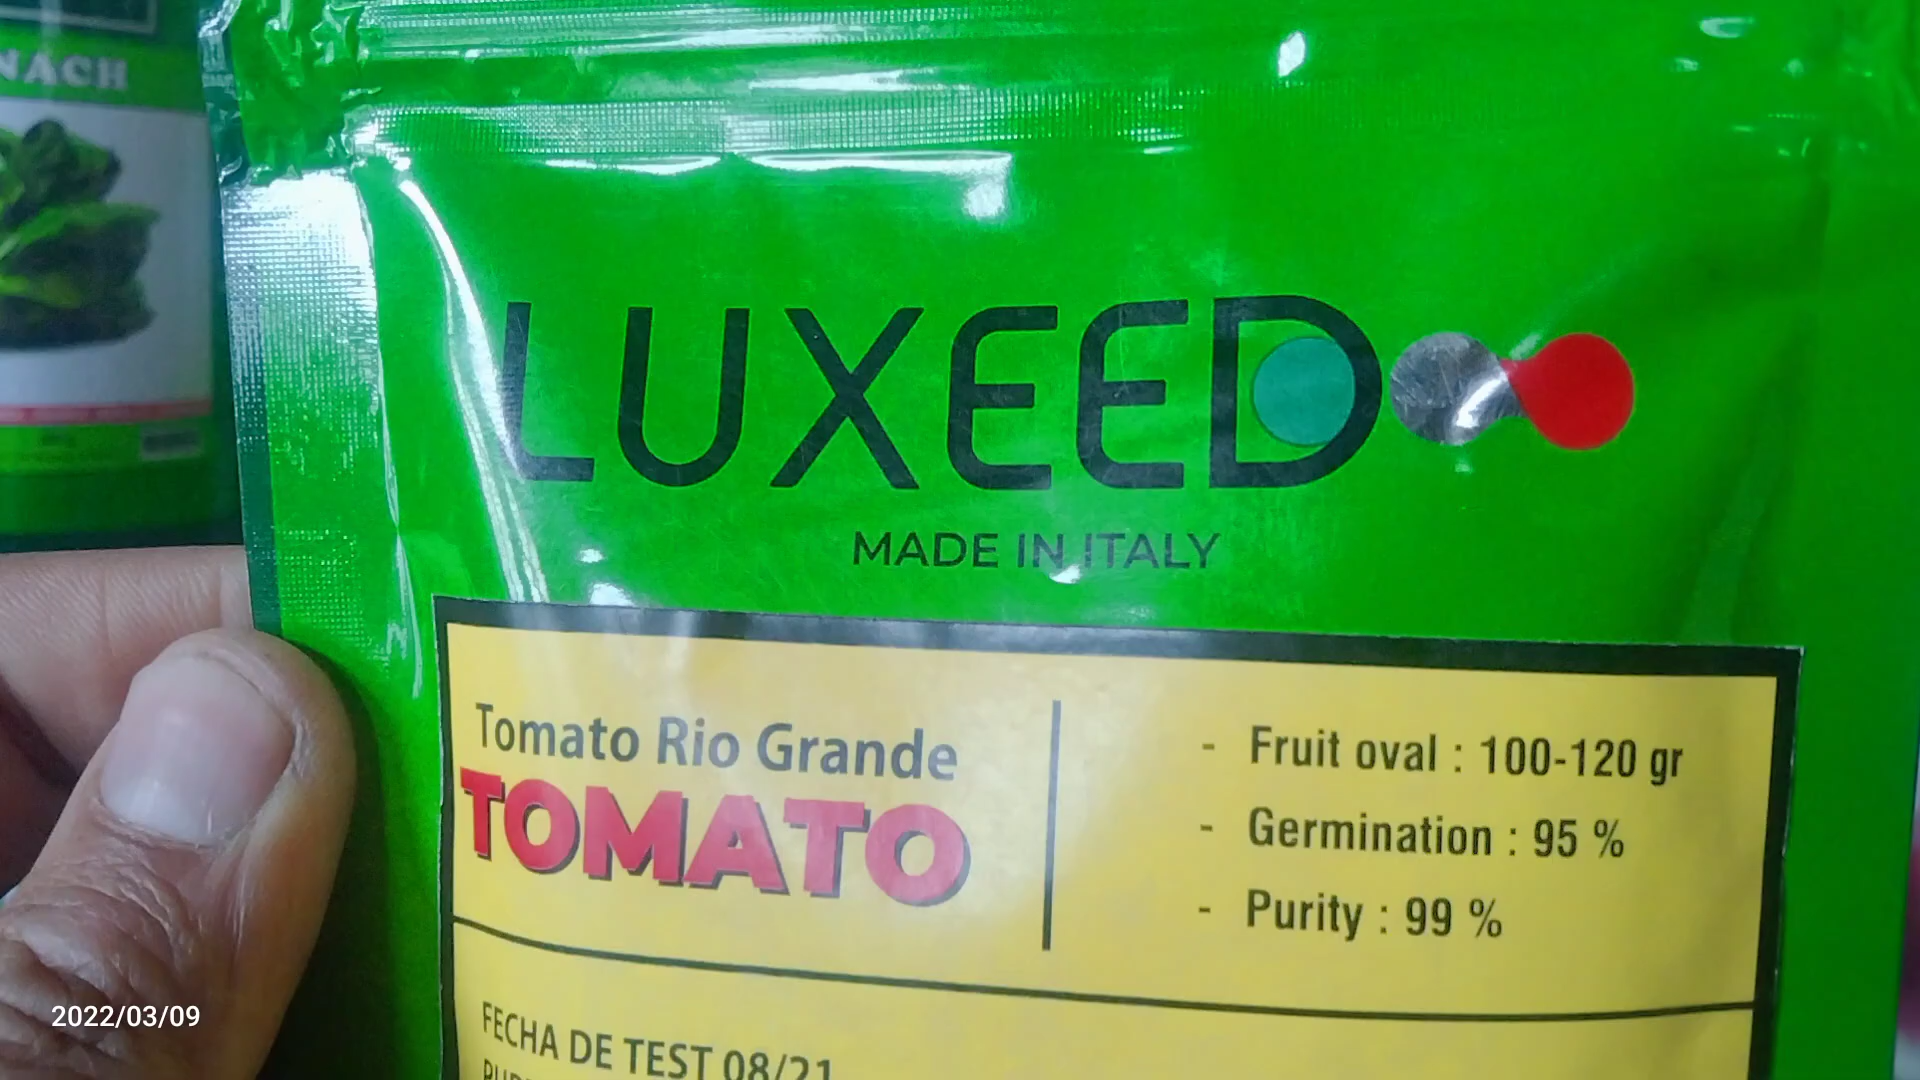 NACH
LUXEED
MADE IN ITALY
Tomato Rio Grande
TOMATO
- Fruit oval : 100-120 gr
- Germination : 95 %
- Purity : 99 %
FECHA DE TEST 08/21
2022/03/09